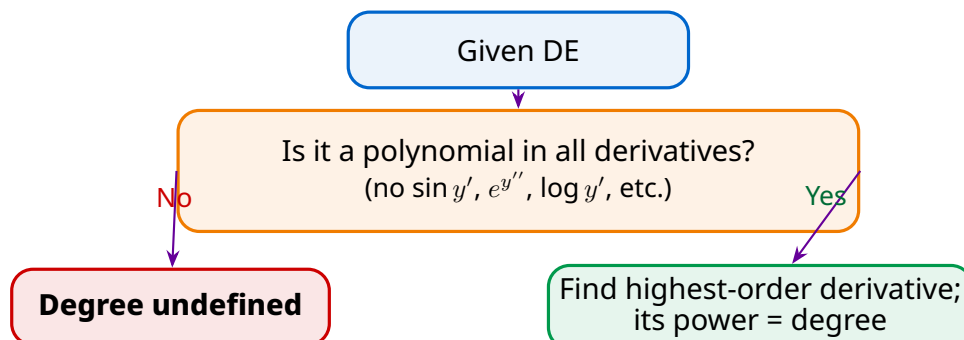 Given DE
Is it a polynomial in all derivatives?
(no sin y′, e^{y′′}, log y′, etc.)
No
Yes
Degree undefined
Find highest-order derivative;
its power = degree